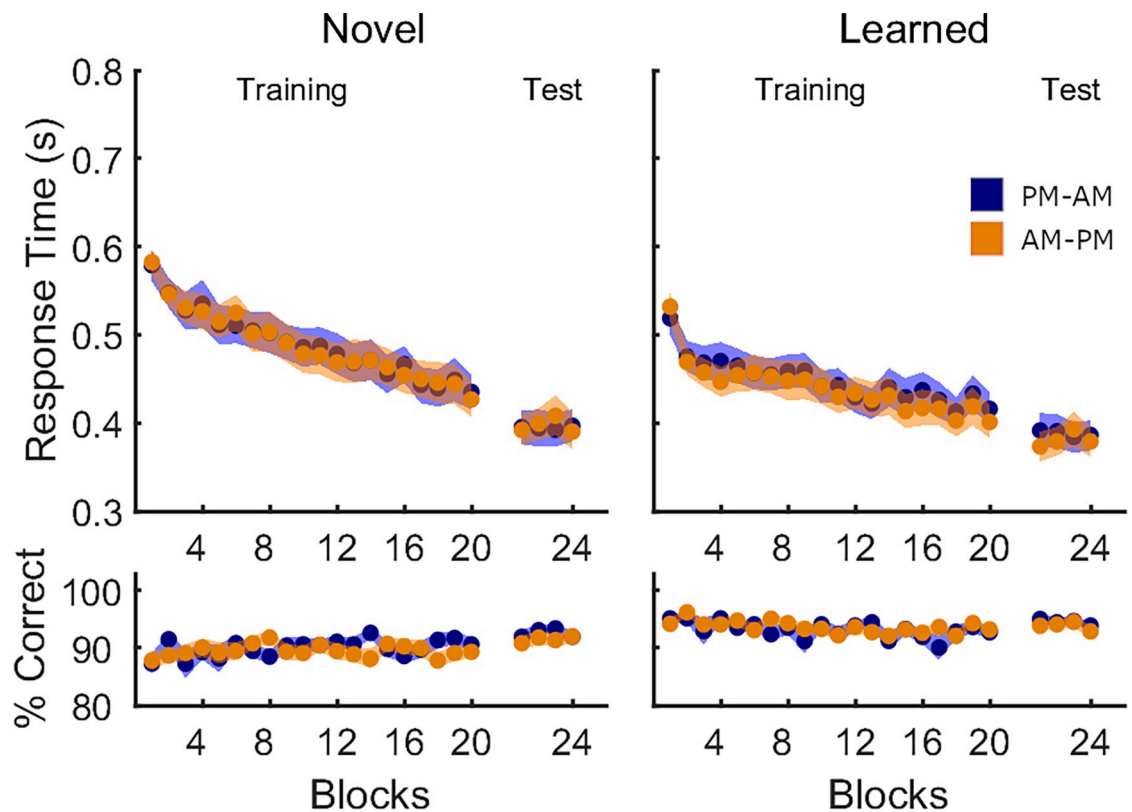 Novel
Learned
Training
Test
Training
Test
0.8
0.7
0.6
0.5
0.4
0.3
Response Time (s)
PM-AM
AM-PM
4 8 12 16 20 24
4 8 12 16 20 24
100
90
80
% Correct
4 8 12 16 20 24
4 8 12 16 20 24
Blocks
Blocks